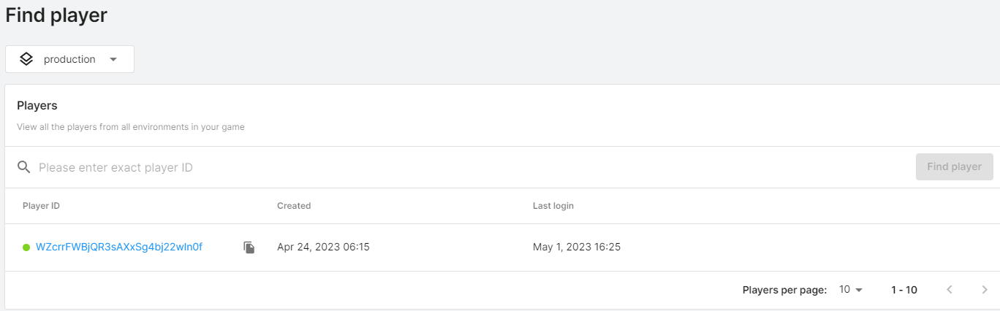 Find player
production
Players
View all the players from all environments in your game
Please enter exact player ID
Find player
Player ID Created Last login
WZcrrFWBjQR3sAXxSg4bj22wIn0f Apr 24, 2023 06:15 May 1, 2023 16:25
Players per page: 10 1 - 10